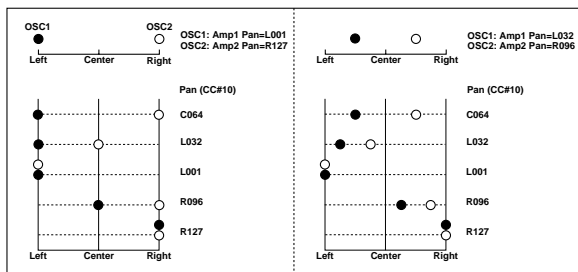 OSC1 OSC2
OSC1: Amp1 Pan=L001
OSC2: Amp2 Pan=R127
Left Center Right
Pan (CC#10)
C064
L032
L001
R096
R127
Left Center Right
OSC1: Amp1 Pan=L032
OSC2: Amp2 Pan=R096
Left Center Right
Pan (CC#10)
C064
L032
L001
R096
R127
Left Center Right